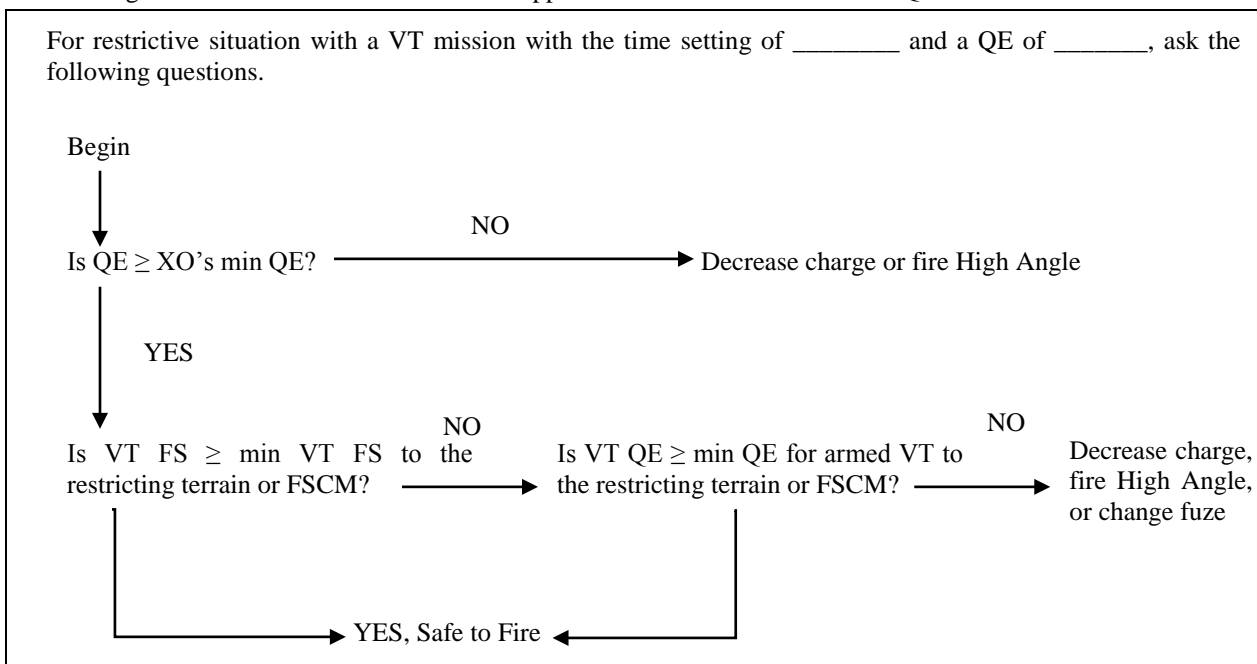 For restrictive situation with a VT mission with the time setting of ________ and a QE of _______, ask the
following questions.
Begin
NO
Is QE ≥ XO's min QE?
Decrease charge or fire High Angle
YES
NO
NO
Is VT FS ≥ min VT FS to the
restricting terrain or FSCM?
Is VT QE ≥ min QE for armed VT to
the restricting terrain or FSCM?
Decrease charge,
fire High Angle,
or change fuze
YES, Safe to Fire